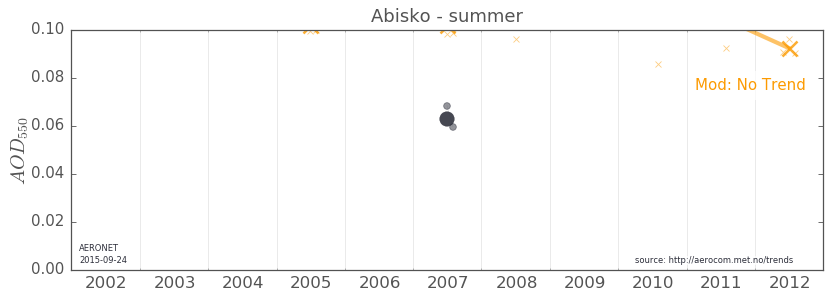 Abisko - summer
0.10
0.08
0.06
0.04
0.02
0.00
AOD550
Mod: No Trend
AERONET
2015-09-24
source: http://aerocom.met.no/trends
2002 2003 2004 2005 2006 2007 2008 2009 2010 2011 2012